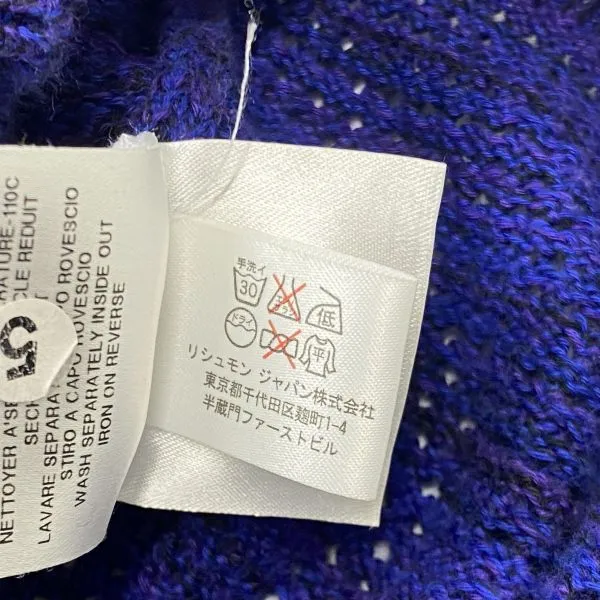 RATURE-110C
NETTOYER A'SE
CLE REDUIT
SEC
LAVARE SEPARA
O ROVESCIO
STIRO A CAPO ROVESCIO
WASH SEPARATELY INSIDE OUT
IRON ON REVERSE
5
手洗イ
30
低
ドライ
平
リシュモン ジャパン株式会社
東京都千代田区麹町1-4
半蔵門ファーストビル